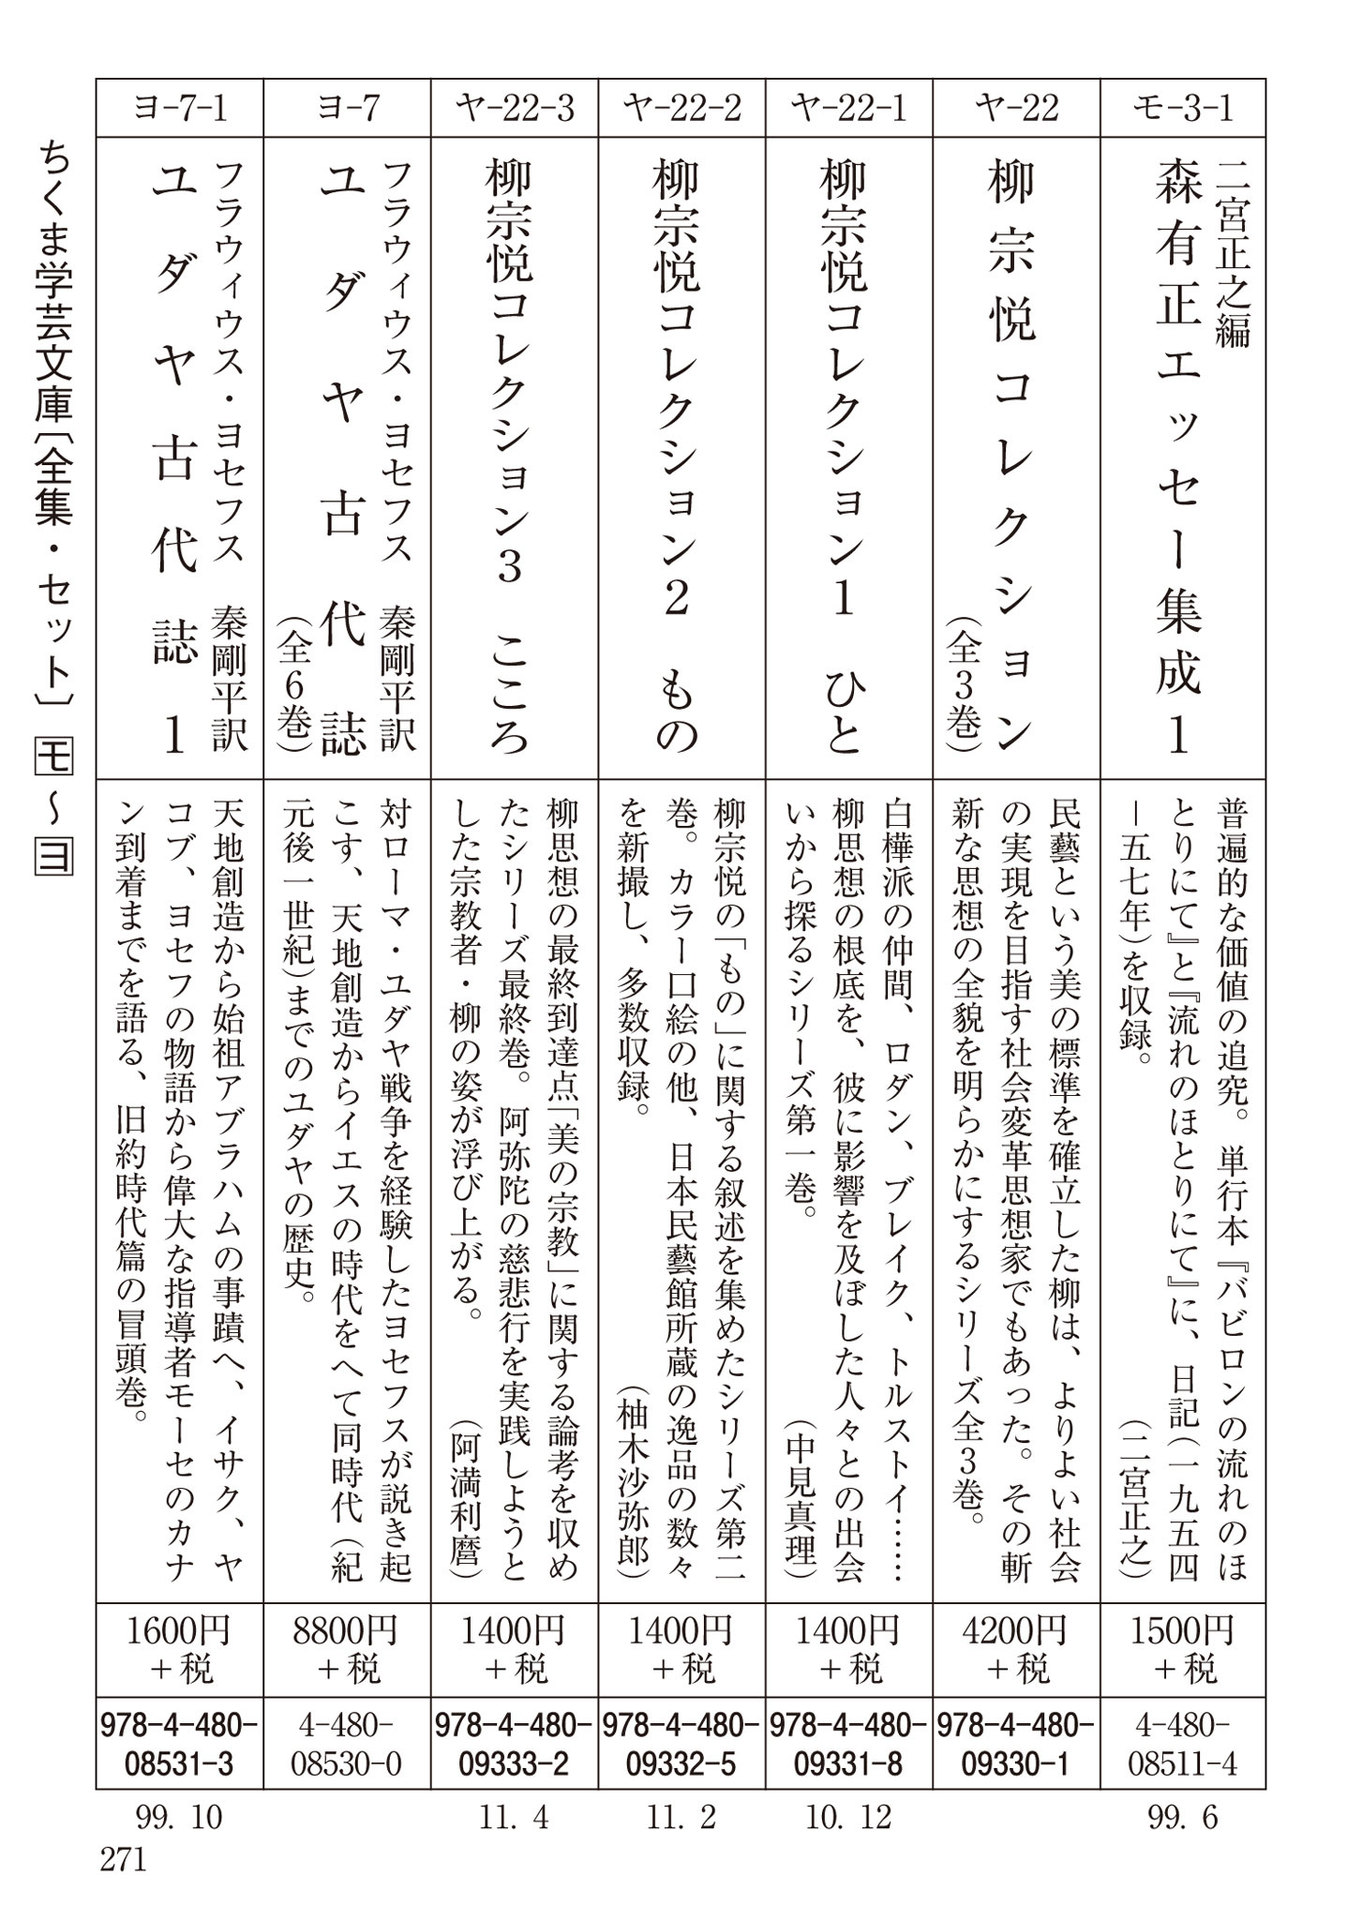 モ-3-1
二宮正之編
森有正エッセー集成1
普遍的な価値の追究。単行本『バビロンの流れのほ
とりにて』と『流れのほとりにて』に、日記(一九五四
―五七年)を収録。
(二宮正之)
1500円
+税
4-480-
08511-4
99. 6
ヤ-22
柳宗悦コレクション
(全3巻)
民藝という美の標準を確立した柳は、よりよい社会
の実現を目指す社会変革思想家でもあった。その斬
新な思想の全貌を明らかにするシリーズ全3巻。
4200円
+税
978-4-480-
09330-1
ヤ-22-1
柳宗悦コレクション1 ひと
白樺派の仲間、ロダン、ブレイク、トルストイ……
柳思想の根底を、彼に影響を及ぼした人々との出会
いから探るシリーズ第一巻。
(中見真理)
1400円
+税
978-4-480-
09331-8
10. 12
ヤ-22-2
柳宗悦コレクション2 もの
柳宗悦の「もの」に関する叙述を集めたシリーズ第二
巻。カラー口絵の他、日本民藝館所蔵の逸品の数々
を新撮し、多数収録。
(柚木沙弥郎)
1400円
+税
978-4-480-
09332-5
11. 2
ヤ-22-3
柳宗悦コレクション3 こころ
柳思想の最終到達点「美の宗教」に関する論考を収め
たシリーズ最終巻。阿弥陀の慈悲行を実践しようと
した宗教者・柳の姿が浮び上がる。
(阿満利麿)
1400円
+税
978-4-480-
09333-2
11. 4
ヨ-7
フラウィウス・ヨセフス 秦剛平訳
ユダヤ古代誌
(全6巻)
対ローマ・ユダヤ戦争を経験したヨセフスが説き起
こす、天地創造からイエスの時代をへて同時代(紀
元後一世紀)までのユダヤの歴史。
8800円
+税
4-480-
08530-0
ヨ-7-1
フラウィウス・ヨセフス 秦剛平訳
ユダヤ古代誌1
天地創造から始祖アブラハムの事蹟へ、イサク、ヤ
コブ、ヨセフの物語から偉大な指導者モーセのカナ
ン到着までを語る、旧約時代篇の冒頭巻。
1600円
+税
978-4-480-
08531-3
99. 10
ちくま学芸文庫〔全集・セット〕 モ〜ヨ
271